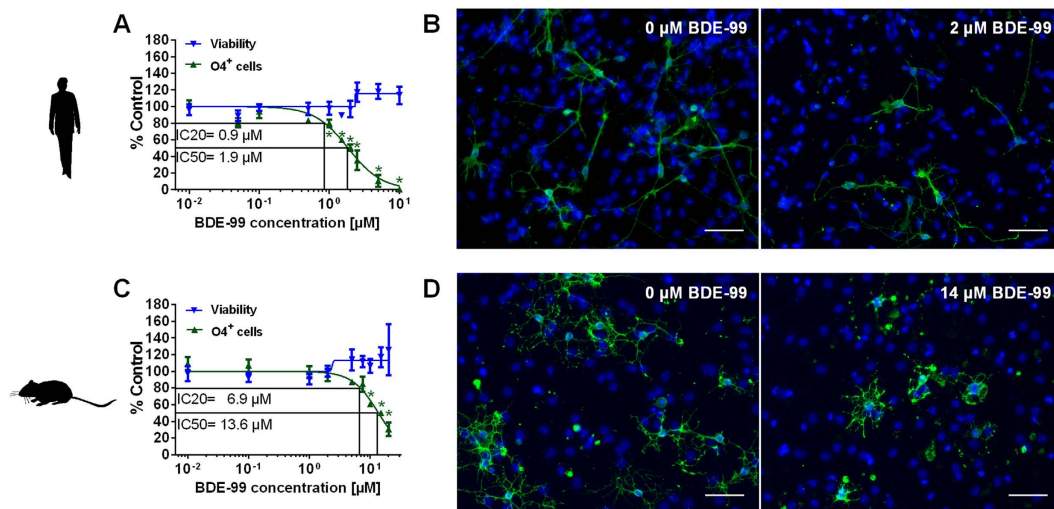 A
180
160
140
120
100
80
60
40
20
0
% Control
Viability
O4+ cells
IC20= 0.9 µM
IC50= 1.9 µM
* * * * * *
10-2 10-1 100 101
BDE-99 concentration [µM]
B
0 µM BDE-99
2 µM BDE-99
C
180
160
140
120
100
80
60
40
20
0
% Control
Viability
O4+ cells
IC20= 6.9 µM
IC50= 13.6 µM
* * *
10-2 10-1 100 101
BDE-99 concentration [µM]
D
0 µM BDE-99
14 µM BDE-99